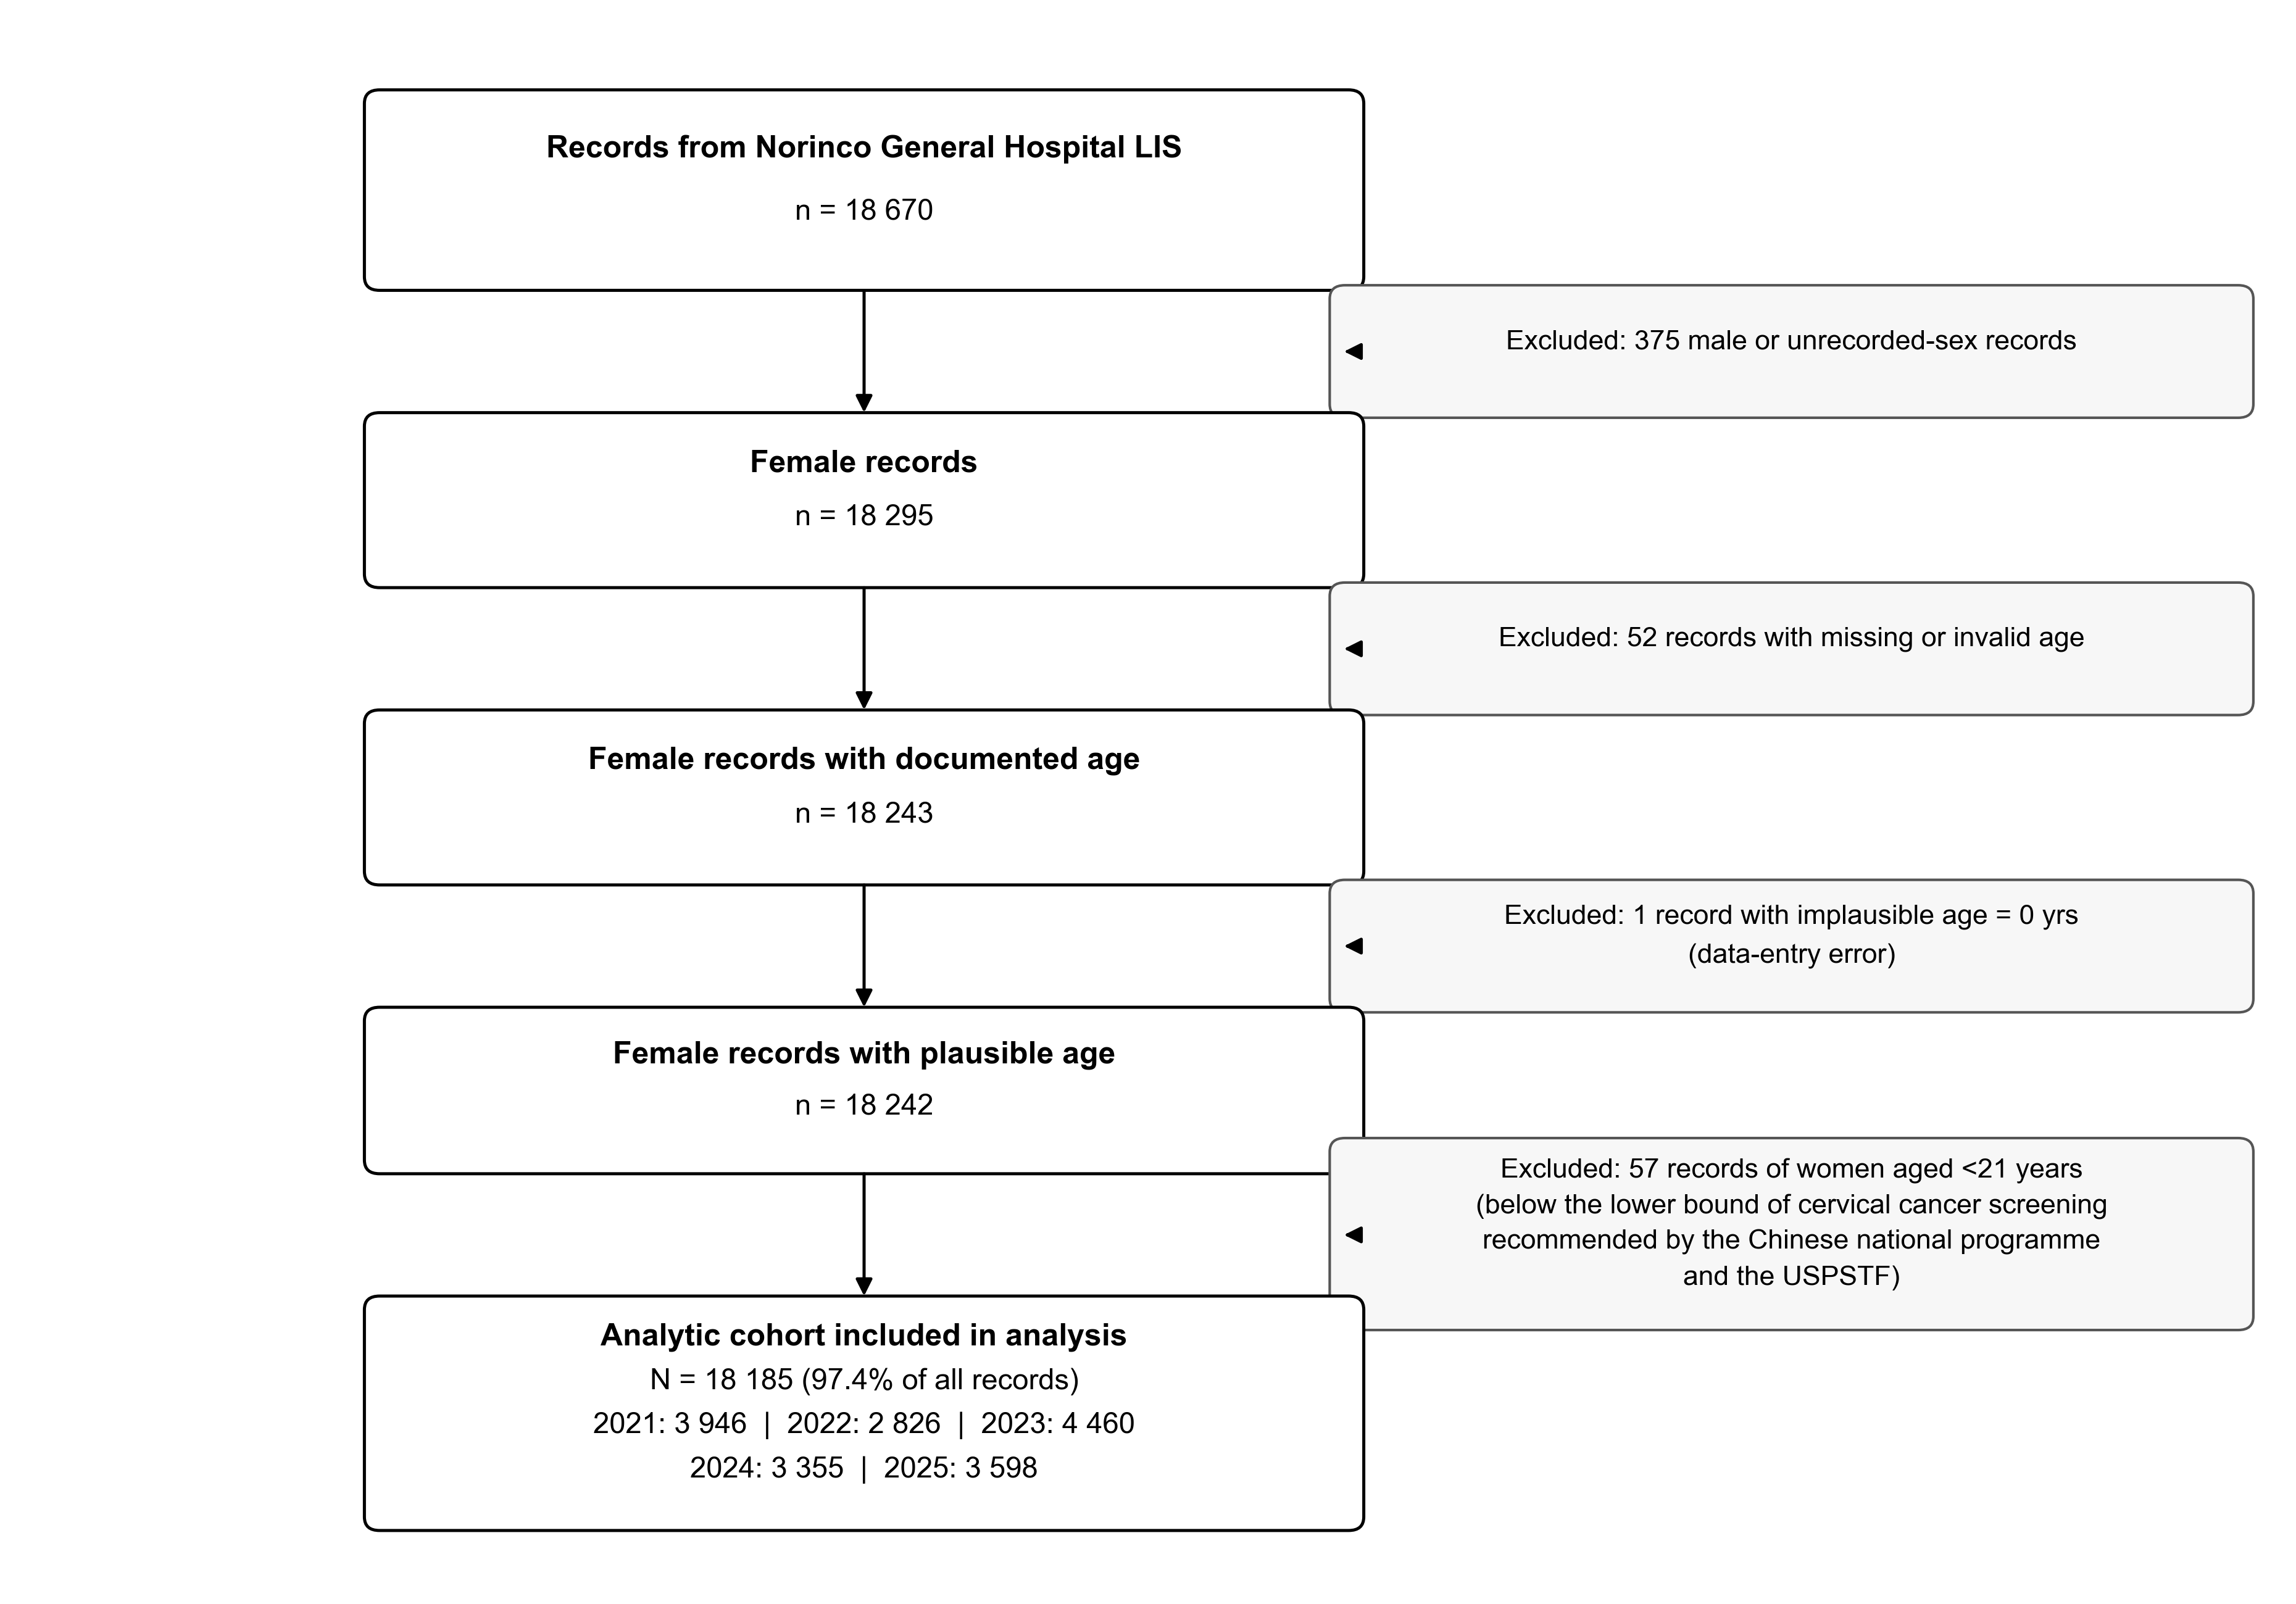 Records from Norinco General Hospital LIS
n = 18 670
Excluded: 375 male or unrecorded-sex records
Female records
n = 18 295
Excluded: 52 records with missing or invalid age
Female records with documented age
n = 18 243
Excluded: 1 record with implausible age = 0 yrs
(data-entry error)
Female records with plausible age
n = 18 242
Excluded: 57 records of women aged <21 years
(below the lower bound of cervical cancer screening
recommended by the Chinese national programme
and the USPSTF)
Analytic cohort included in analysis
N = 18 185 (97.4% of all records)
2021: 3 946 | 2022: 2 826 | 2023: 4 460
2024: 3 355 | 2025: 3 598